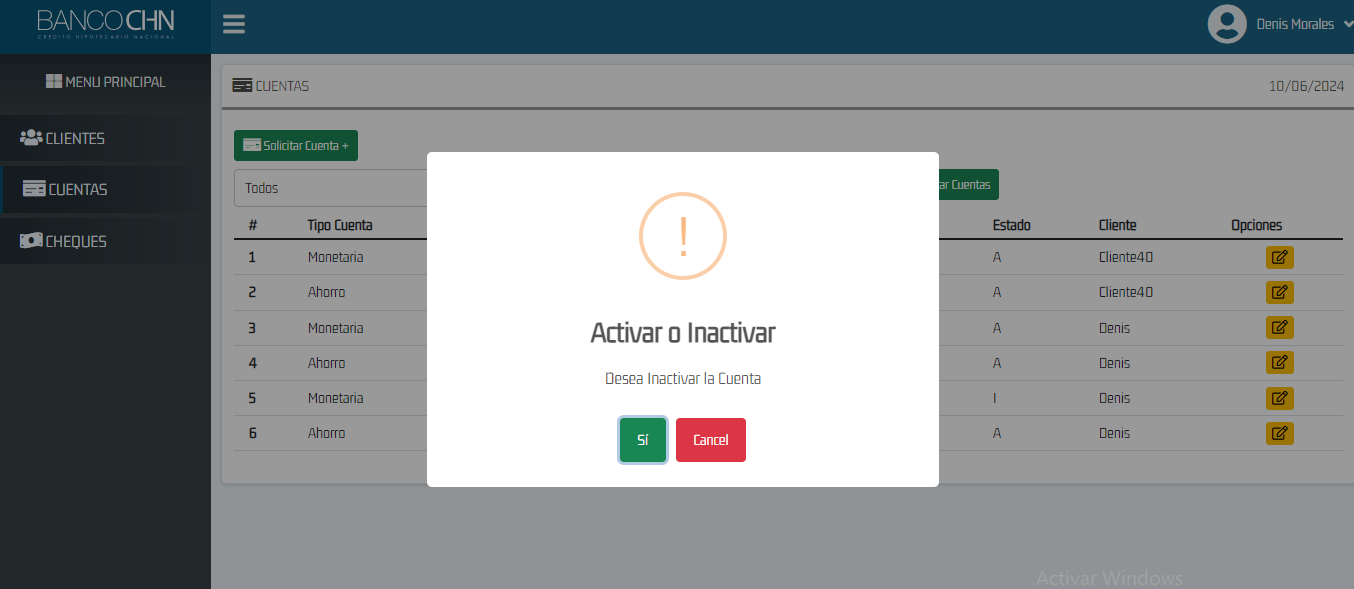 BANCOCHN
CREDITO HIPOTECARIO NACIONAL
Denis Morales
MENU PRINCIPAL
CLIENTES
CUENTAS
CHEQUES
CUENTAS
10/06/2024
Solicitar Cuenta +
Todos
ar Cuentas
# Tipo Cuenta Estado Cliente Opciones
1 Monetaria A Cliente40
2 Ahorro A Cliente40
3 Monetaria A Denis
4 Ahorro A Denis
5 Monetaria I Denis
6 Ahorro A Denis
!
Activar o Inactivar
Desea Inactivar la Cuenta
Sí Cancel
Activar Windows